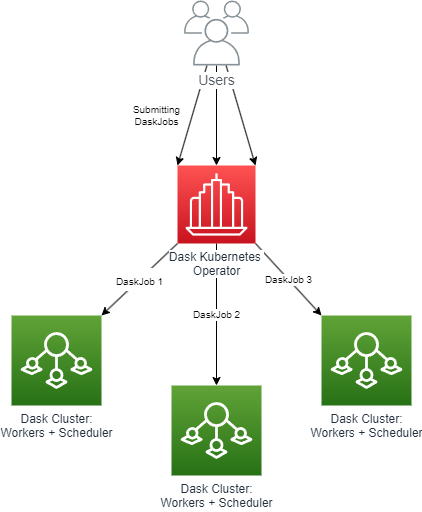 Users
Submitting
DaskJobs
Dask Kubernetes
Operator
DaskJob 1
DaskJob 3
DaskJob 2
Dask Cluster:
Workers + Scheduler
Dask Cluster:
Workers + Scheduler
Dask Cluster:
Workers + Scheduler